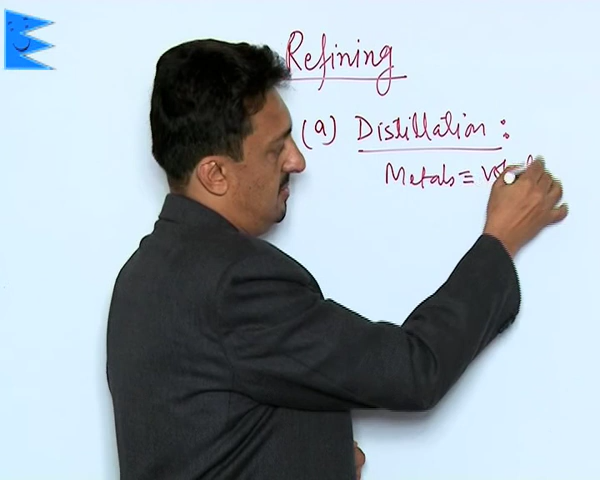 Refining
(a) Distillation :
Metals ≡